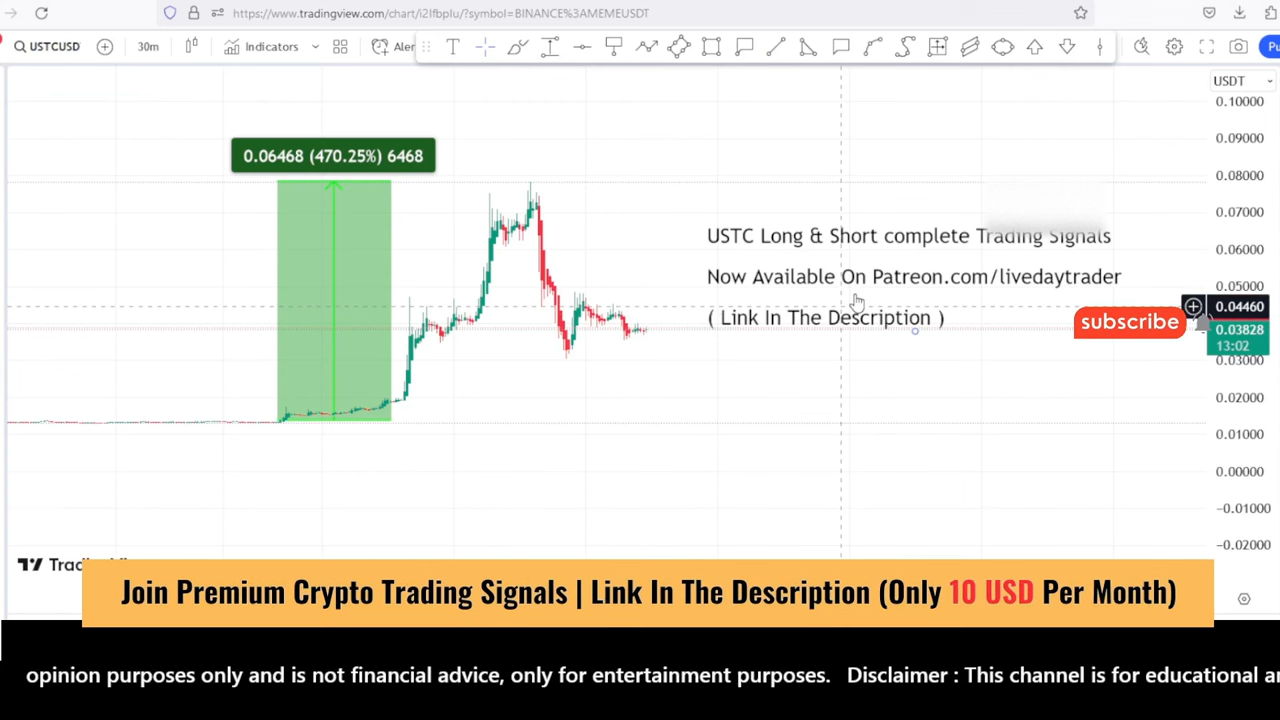 https://www.tradingview.com/chart/i2lfbplu/?symbol=BINANCE%3AMEMEUSDT
USTCUSD 30m Indicators Aler
USDT
0.10000
0.09000
0.06468 (470.25%) 6468
0.08000
0.07000
USTC Long & Short complete Trading Signals
0.06000
Now Available On Patreon.com/livedaytrader
0.05000
0.04460
( Link In The Description )
subscribe
0.03828
13:02
0.03000
0.02000
0.01000
0.00000
−0.01000
−0.02000
Join Premium Crypto Trading Signals | Link In The Description (Only 10 USD Per Month)
opinion purposes only and is not financial advice, only for entertainment purposes. Disclaimer : This channel is for educational an